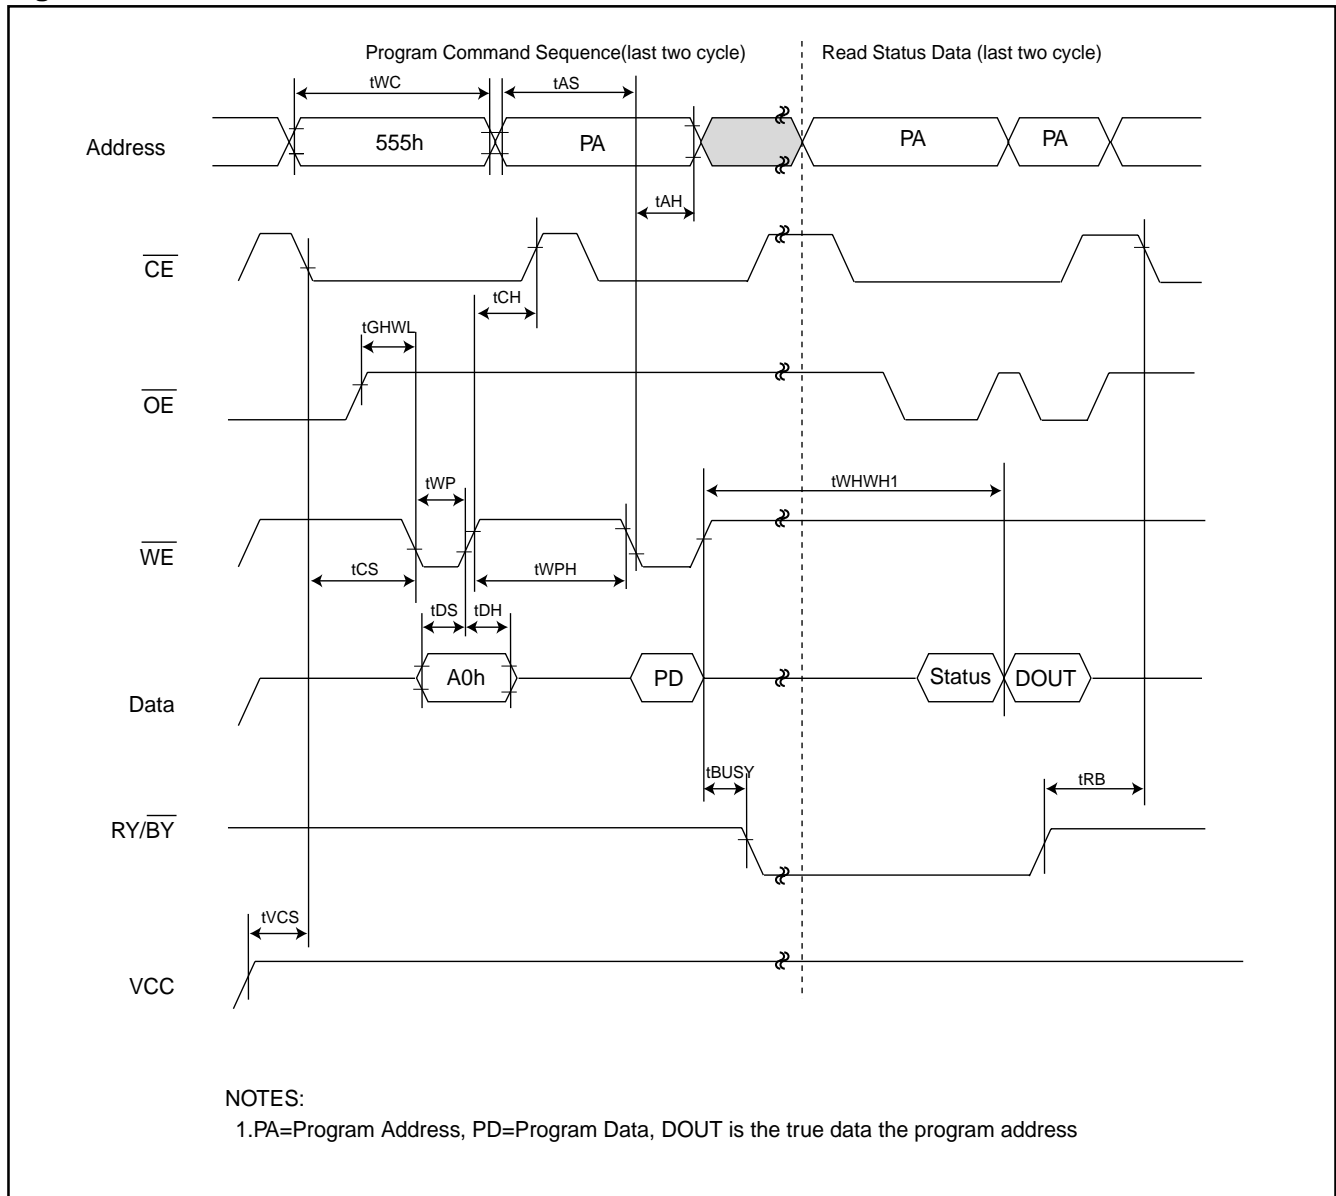 Program Command Sequence(last two cycle)
Read Status Data (last two cycle)
tWC
tAS
Address
555h
PA
PA
PA
tAH
CE
tCH
tGHWL
OE
tWP
tWHWH1
WE
tCS
tWPH
tDS
tDH
Data
A0h
PD
Status
DOUT
tBUSY
tRB
RY/BY
tVCS
VCC
NOTES:
1.PA=Program Address, PD=Program Data, DOUT is the true data the program address